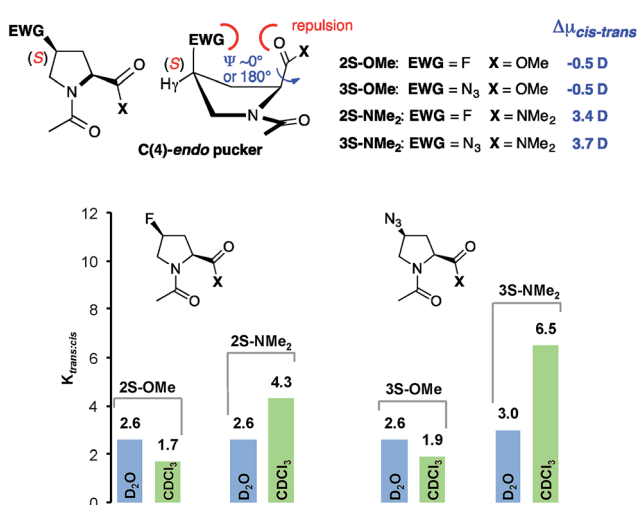 EWG
(S)
N
O
X
O
EWG
repulsion
O
X
(S)
Ψ ~0°
or 180°
Hγ
N
O
C(4)-endo pucker
Δμcis-trans
2S-OMe: EWG = F X = OMe -0.5 D
3S-OMe: EWG = N3 X = OMe -0.5 D
2S-NMe2: EWG = F X = NMe2 3.4 D
3S-NMe2: EWG = N3 X = NMe2 3.7 D
Ktrans:cis
12
10
8
6
4
2
0
F
N
O
X
O
N3
N
O
X
O
2S-OMe
2.6
1.7
D2O
CDCl3
2S-NMe2
2.6
4.3
D2O
CDCl3
3S-OMe
2.6
1.9
D2O
CDCl3
3S-NMe2
3.0
6.5
D2O
CDCl3